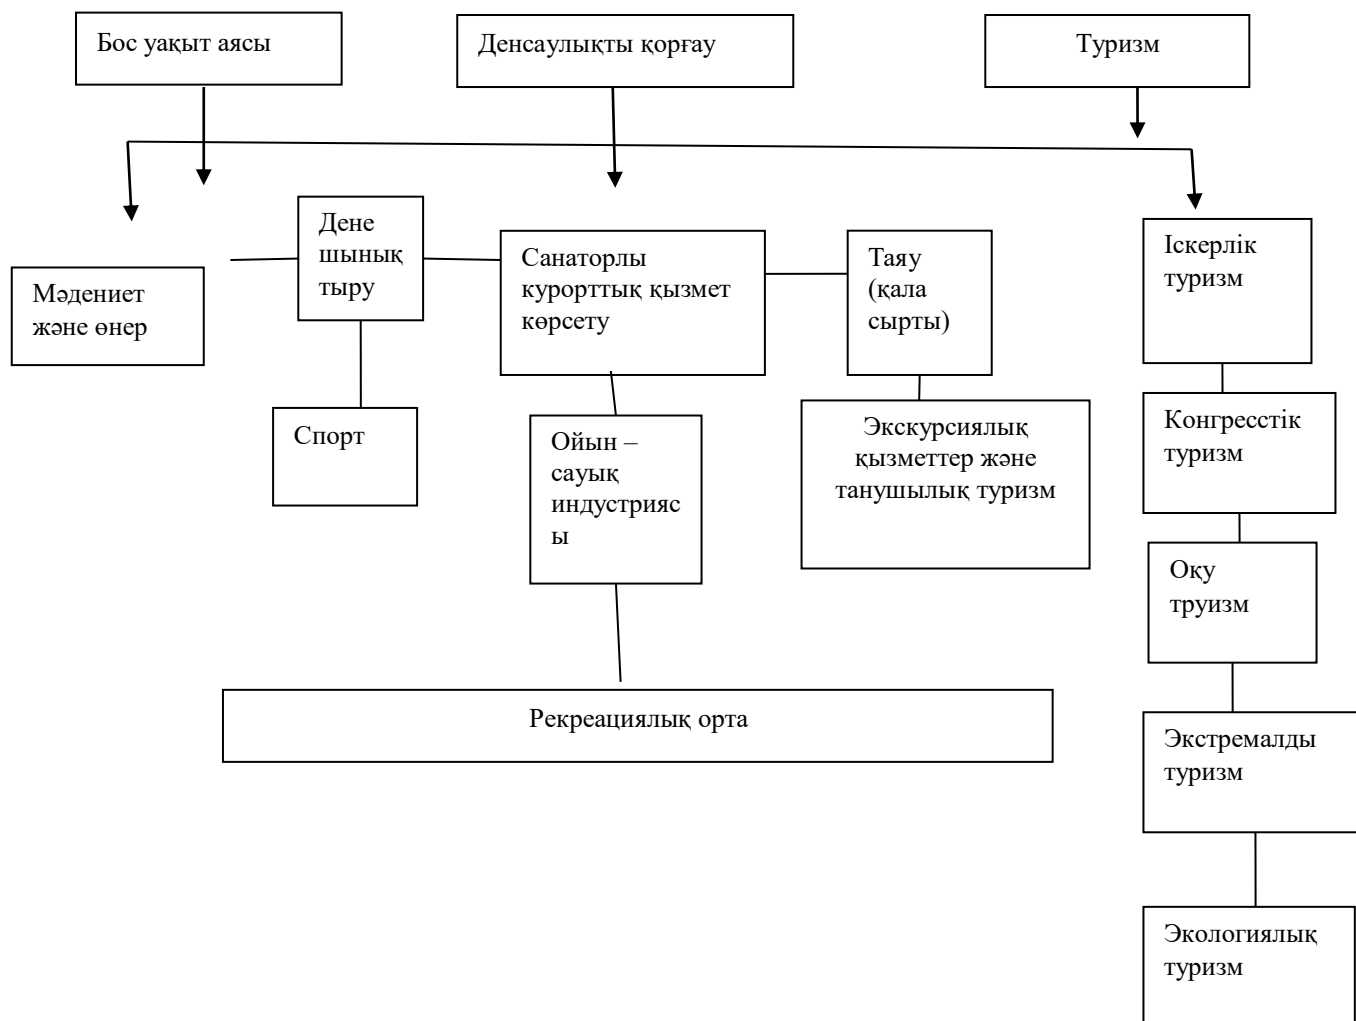 Бос уақыт аясы
Денсаулықты қорғау
Туризм
Мәдениет
және өнер
Дене
шынық
тыру
Санаторлы
курорттық қызмет
көрсету
Таяу
(қала
сырты)
Іскерлік
туризм
Спорт
Ойын –
сауық
индустрияс
ы
Экскурсиялық
қызметтер және
танушылық туризм
Конгресстік
туризм
Оқу
труизм
Рекреациялық орта
Экстремалды
туризм
Экологиялық
туризм